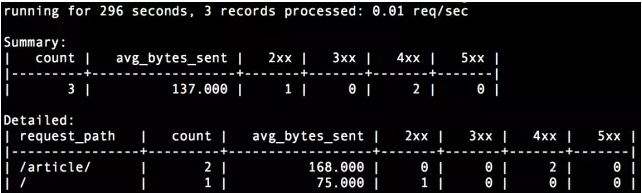 running for 296 seconds, 3 records processed: 0.01 req/sec
Summary:
| count | avg_bytes_sent | 2xx | 3xx | 4xx | 5xx |
|---------+------------------+-------+-------+-------+-------|
| 3 | 137.000 | 1 | 0 | 2 | 0 |
Detailed:
| request_path | count | avg_bytes_sent | 2xx | 3xx | 4xx | 5xx |
|----------------+---------+------------------+-------+-------+-------+-------|
| /article/ | 2 | 168.000 | 0 | 0 | 2 | 0 |
| / | 1 | 75.000 | 1 | 0 | 0 | 0 |